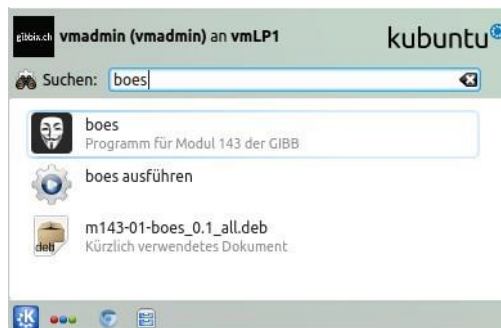 gibbix.ch vmadmin (vmadmin) an vmLP1 kubuntu
Suchen: boes
boes
Programm für Modul 143 der GIBB
boes ausführen
m143-01-boes_0.1_all.deb
Kürzlich verwendetes Dokument
deb